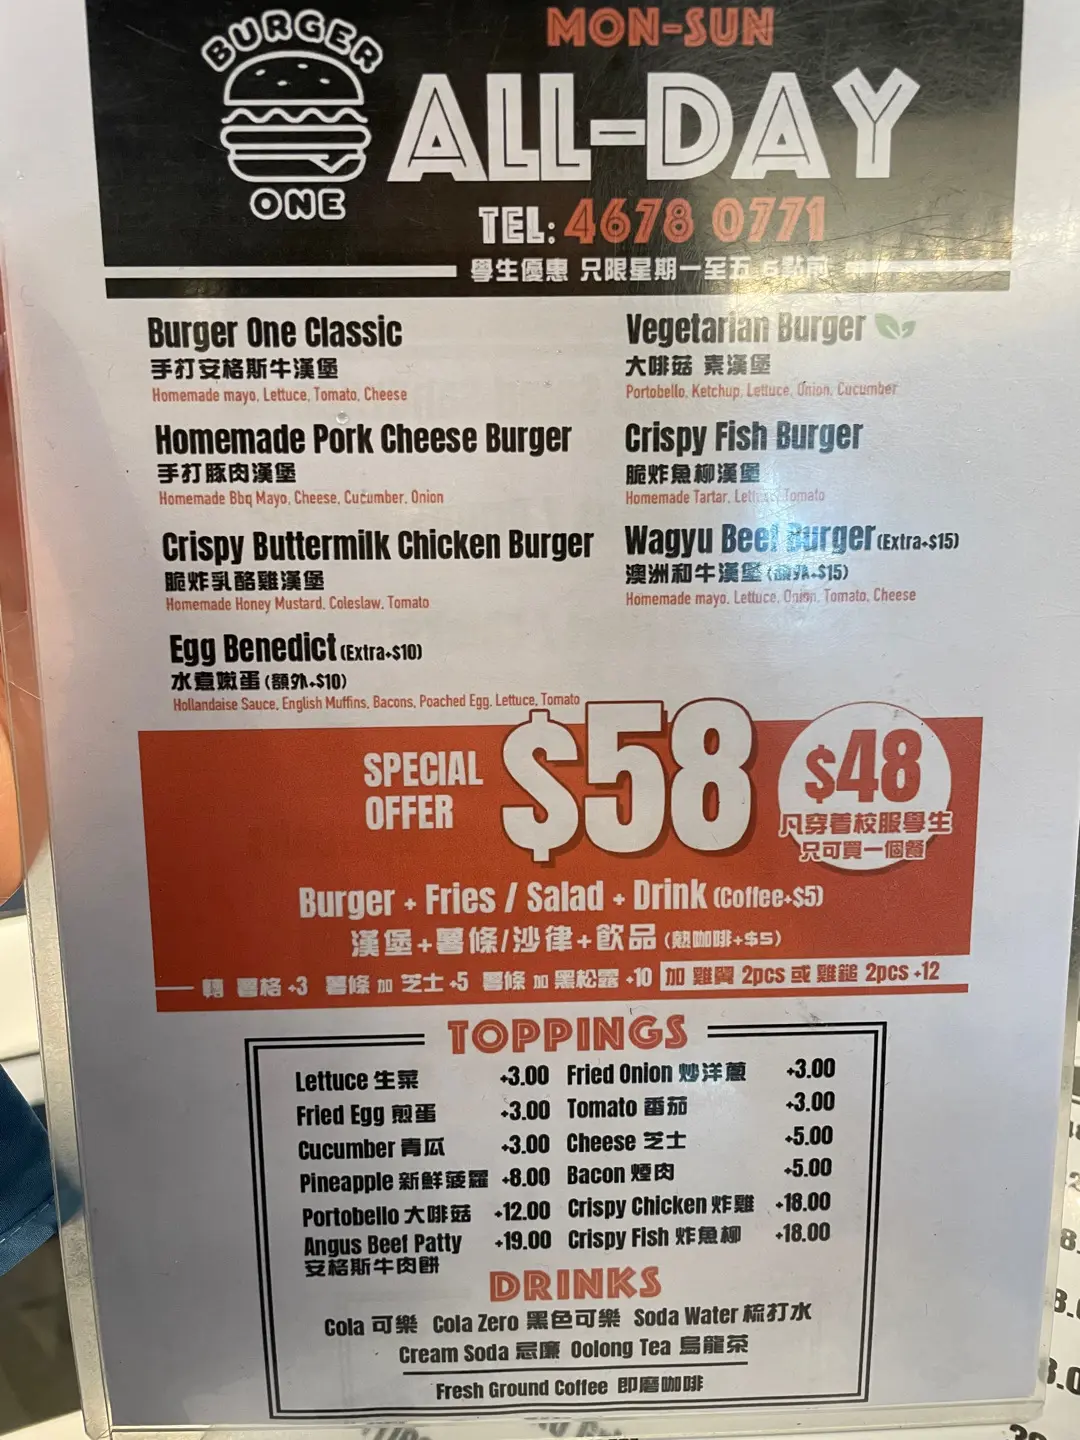 BURGER
ONE
MON-SUN
ALL-DAY
TEL: 4678 0771
學生優惠 只限星期一至五 6點前
Burger One Classic
手打安格斯牛漢堡
Homemade mayo, Lettuce, Tomato, Cheese
Homemade Pork Cheese Burger
手打豚肉漢堡
Homemade Bbq Mayo, Cheese, Cucumber, Onion
Crispy Buttermilk Chicken Burger
脆炸乳酪雞漢堡
Homemade Honey Mustard, Coleslaw, Tomato
Egg Benedict (Extra+$10)
水煮嫩蛋 (額外+$10)
Hollandaise Sauce, English Muffins, Bacons, Poached Egg, Lettuce, Tomato
Vegetarian Burger
大啡菇 素漢堡
Portobello, Ketchup, Lettuce, Onion, Cucumber
Crispy Fish Burger
脆炸魚柳漢堡
Homemade Tartar, Lettuce, Tomato
Wagyu Beef Burger (Extra+$15)
澳洲和牛漢堡 (額外+$15)
Homemade mayo, Lettuce, Onion, Tomato, Cheese
SPECIAL
OFFER
$58
$48
凡穿着校服學生
只可買一個餐
Burger + Fries / Salad + Drink (Coffee+$5)
漢堡+薯條/沙律+飲品 (熱咖啡+$5)
轉 薯格 +3 薯條 加 芝士 +5 薯條 加 黑松露 +10 加 雞翼 2pcs 或 雞鎚 2pcs +12
TOPPINGS
Lettuce 生菜 +3.00 Fried Onion 炒洋蔥 +3.00
Fried Egg 煎蛋 +3.00 Tomato 番茄 +3.00
Cucumber 青瓜 +3.00 Cheese 芝士 +5.00
Pineapple 新鮮菠蘿 +8.00 Bacon 煙肉 +5.00
Portobello 大啡菇 +12.00 Crispy Chicken 炸雞 +18.00
Angus Beef Patty +19.00 Crispy Fish 炸魚柳 +18.00
安格斯牛肉餅
DRINKS
Cola 可樂 Cola Zero 黑色可樂 Soda Water 梳打水
Cream Soda 忌廉 Oolong Tea 烏龍茶
Fresh Ground Coffee 即磨咖啡